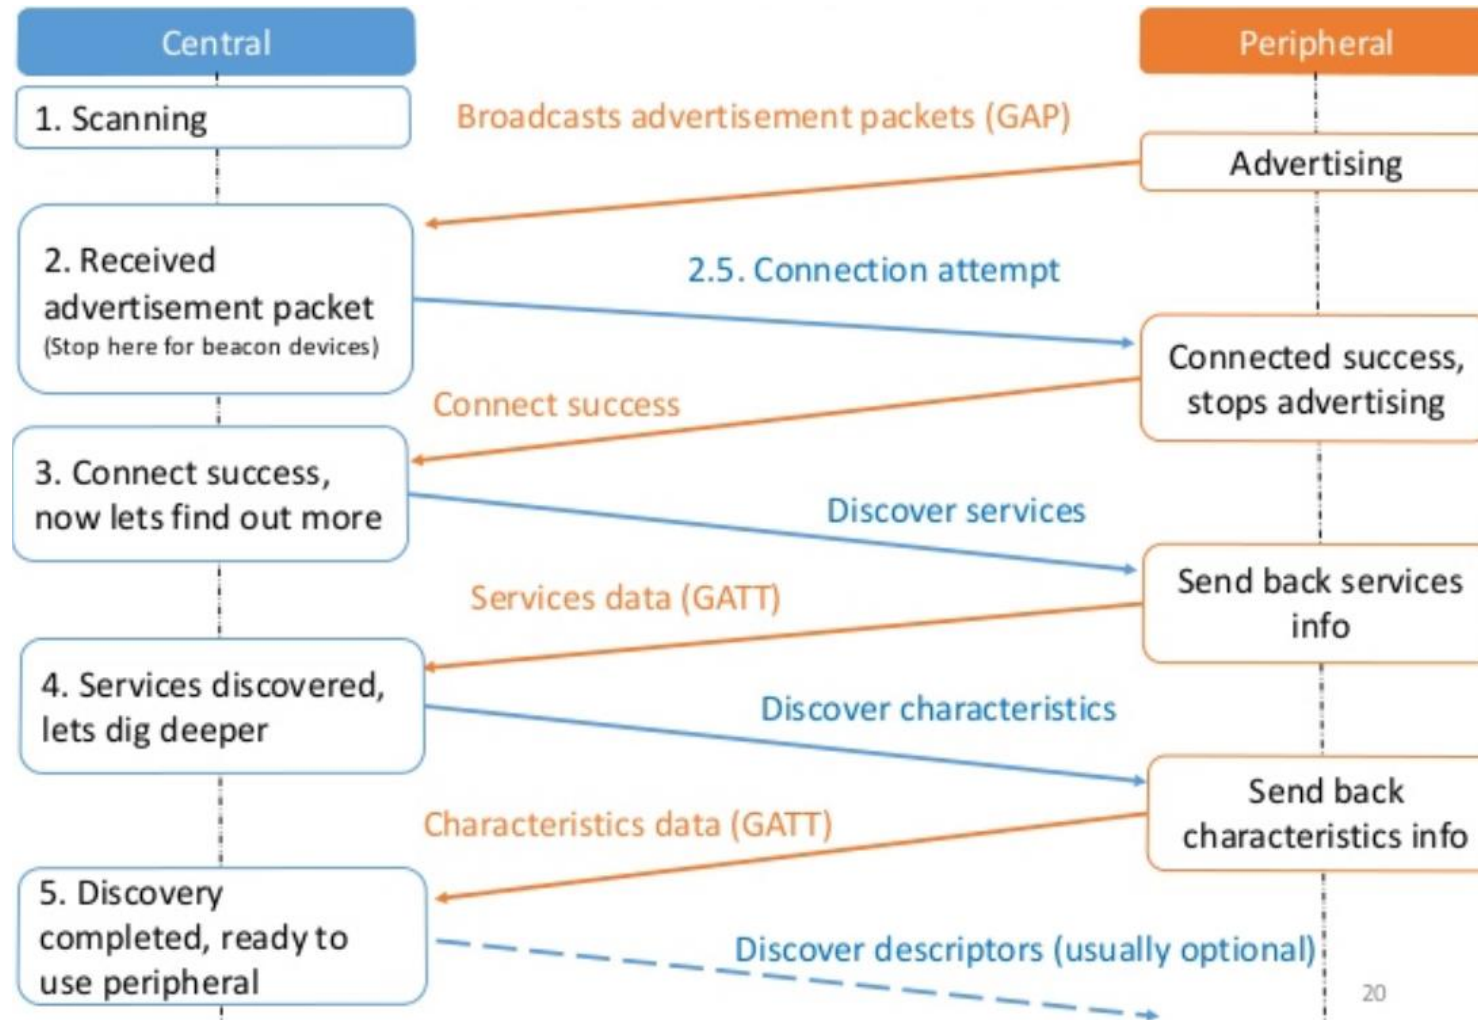 Central
Peripheral
1. Scanning
Broadcasts advertisement packets (GAP)
Advertising
2. Received
advertisement packet
(Stop here for beacon devices)
2.5. Connection attempt
Connected success,
stops advertising
Connect success
3. Connect success,
now lets find out more
Discover services
Send back services
info
Services data (GATT)
4. Services discovered,
lets dig deeper
Discover characteristics
Send back
characteristics info
Characteristics data (GATT)
5. Discovery
completed, ready to
use peripheral
Discover descriptors (usually optional)
20